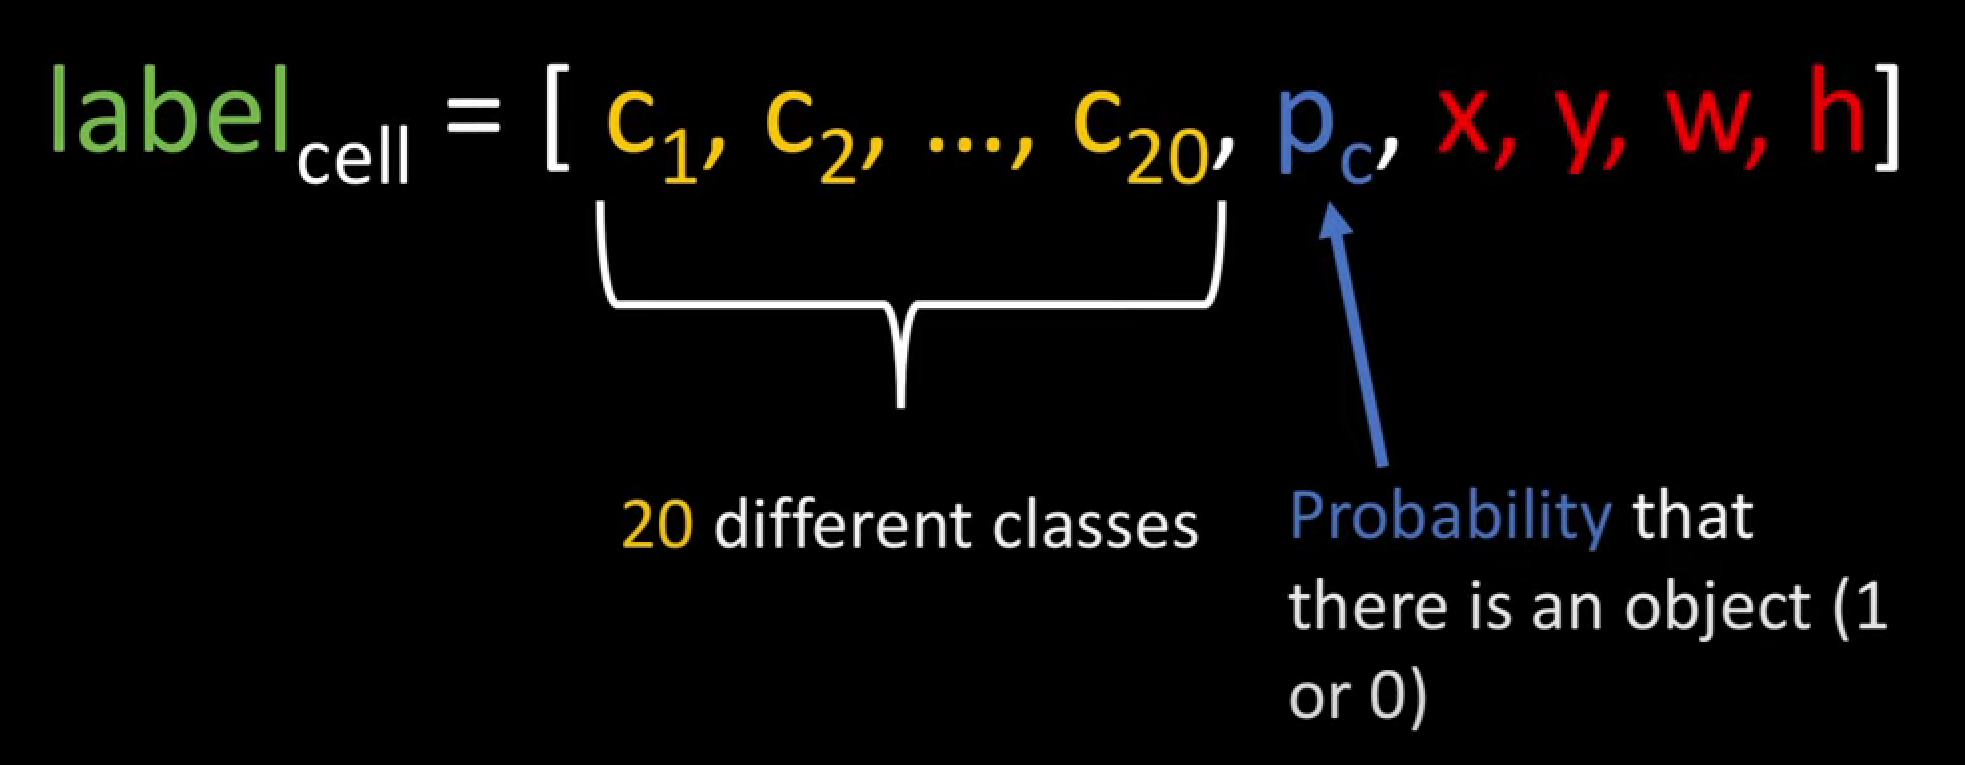 label_cell = [ c_1, c_2, ..., c_20, p_c, x, y, w, h]
20 different classes
Probability that
there is an object (1
or 0)